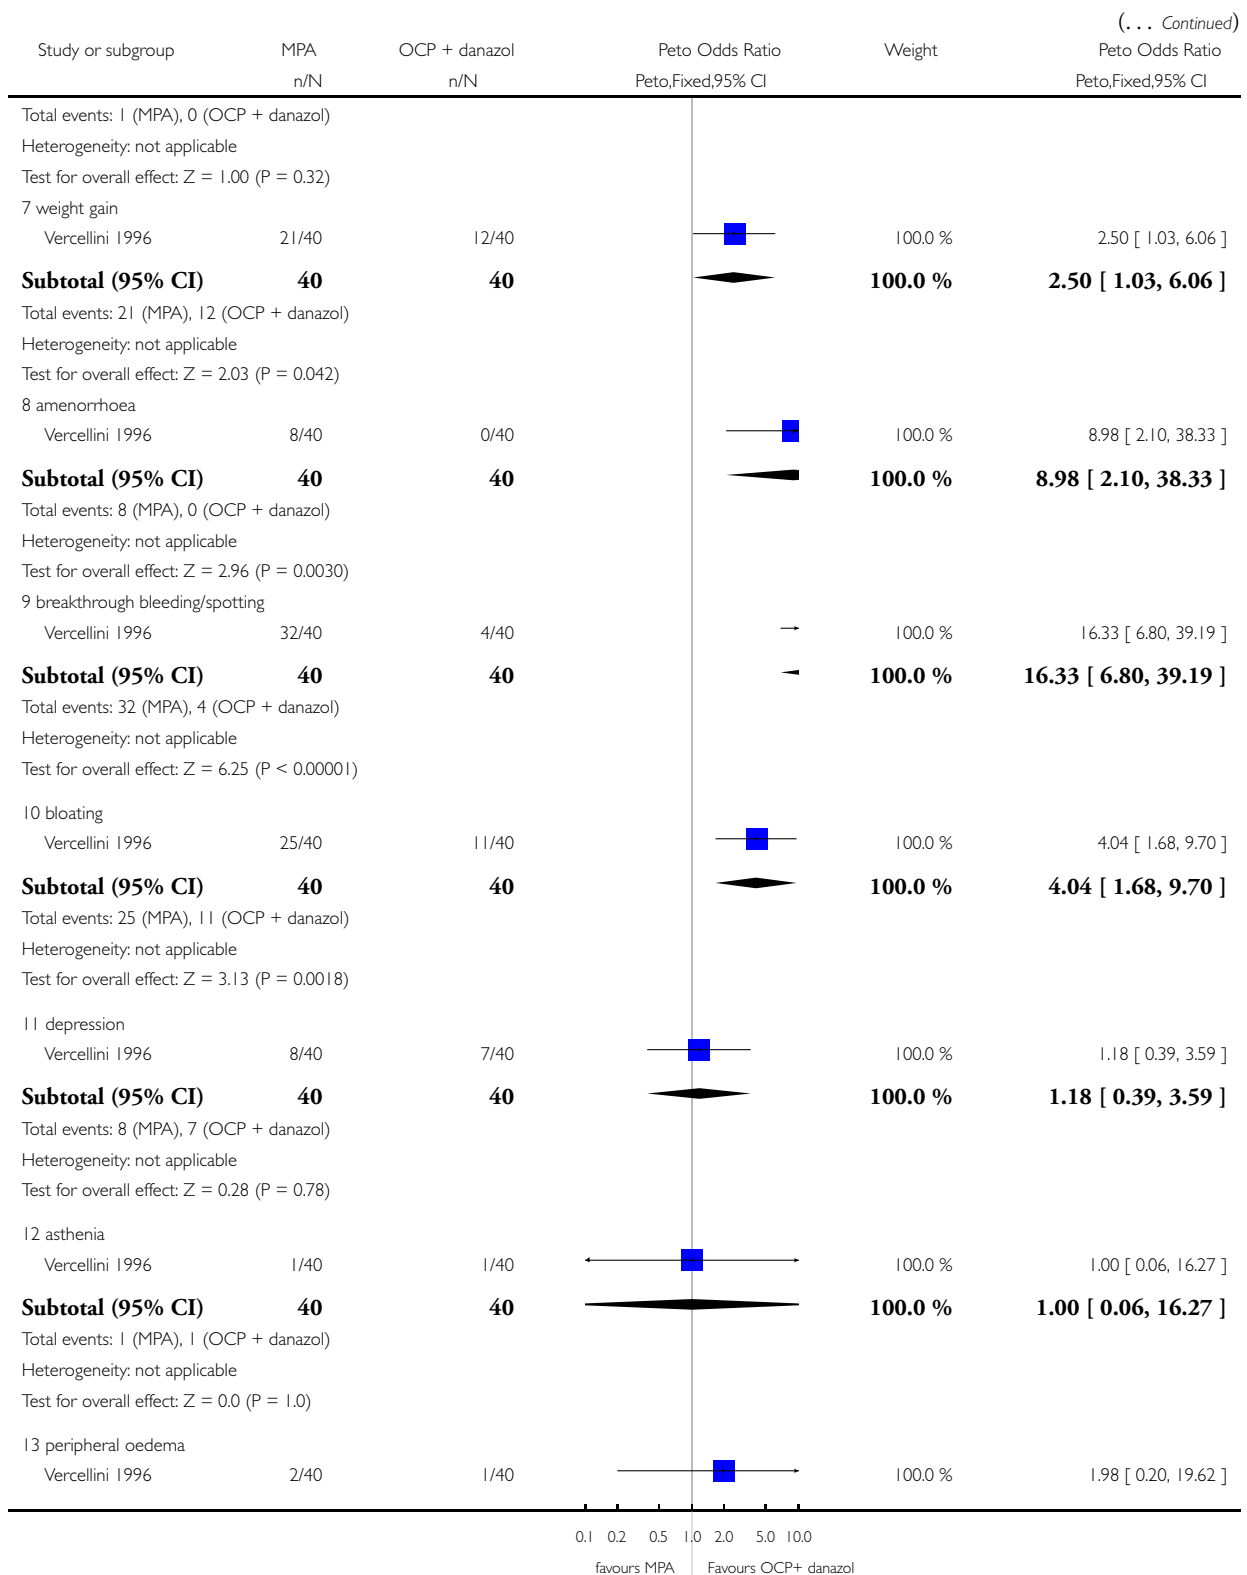 (... Continued)
Study or subgroup MPA OCP + danazol Peto Odds Ratio Weight Peto Odds Ratio
n/N n/N Peto,Fixed,95% CI Peto,Fixed,95% CI
Total events: 1 (MPA), 0 (OCP + danazol)
Heterogeneity: not applicable
Test for overall effect: Z = 1.00 (P = 0.32)
7 weight gain
Vercellini 1996 21/40 12/40 100.0 % 2.50 [ 1.03, 6.06 ]
Subtotal (95% CI) 40 40 100.0 % 2.50 [ 1.03, 6.06 ]
Total events: 21 (MPA), 12 (OCP + danazol)
Heterogeneity: not applicable
Test for overall effect: Z = 2.03 (P = 0.042)
8 amenorrhoea
Vercellini 1996 8/40 0/40 100.0 % 8.98 [ 2.10, 38.33 ]
Subtotal (95% CI) 40 40 100.0 % 8.98 [ 2.10, 38.33 ]
Total events: 8 (MPA), 0 (OCP + danazol)
Heterogeneity: not applicable
Test for overall effect: Z = 2.96 (P = 0.0030)
9 breakthrough bleeding/spotting
Vercellini 1996 32/40 4/40 100.0 % 16.33 [ 6.80, 39.19 ]
Subtotal (95% CI) 40 40 100.0 % 16.33 [ 6.80, 39.19 ]
Total events: 32 (MPA), 4 (OCP + danazol)
Heterogeneity: not applicable
Test for overall effect: Z = 6.25 (P < 0.00001)
10 bloating
Vercellini 1996 25/40 11/40 100.0 % 4.04 [ 1.68, 9.70 ]
Subtotal (95% CI) 40 40 100.0 % 4.04 [ 1.68, 9.70 ]
Total events: 25 (MPA), 11 (OCP + danazol)
Heterogeneity: not applicable
Test for overall effect: Z = 3.13 (P = 0.0018)
11 depression
Vercellini 1996 8/40 7/40 100.0 % 1.18 [ 0.39, 3.59 ]
Subtotal (95% CI) 40 40 100.0 % 1.18 [ 0.39, 3.59 ]
Total events: 8 (MPA), 7 (OCP + danazol)
Heterogeneity: not applicable
Test for overall effect: Z = 0.28 (P = 0.78)
12 asthenia
Vercellini 1996 1/40 1/40 100.0 % 1.00 [ 0.06, 16.27 ]
Subtotal (95% CI) 40 40 100.0 % 1.00 [ 0.06, 16.27 ]
Total events: 1 (MPA), 1 (OCP + danazol)
Heterogeneity: not applicable
Test for overall effect: Z = 0.0 (P = 1.0)
13 peripheral oedema
Vercellini 1996 2/40 1/40 100.0 % 1.98 [ 0.20, 19.62 ]
0.1 0.2 0.5 1.0 2.0 5.0 10.0
favours MPA Favours OCP+ danazol